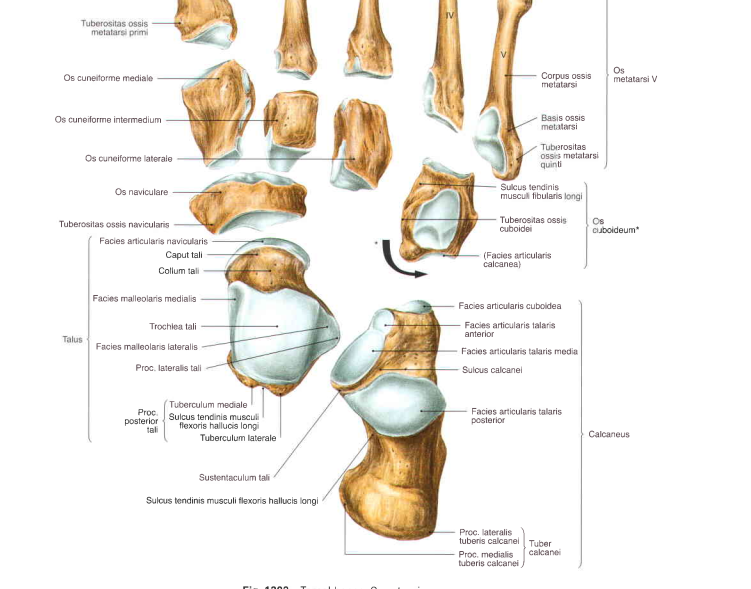 Tuberositas ossis
metatarsi primi
Os cuneiforme mediale
Os cuneiforme intermedium
Os cuneiforme laterale
Os naviculare
Tuberositas ossis navicularis
Facies articularis navicularis
Caput tali
Collum tali
Facies malleolaris medialis
Trochlea tali
Facies malleolaris lateralis
Proc. lateralis tali
Talus
Proc.
posterior
tali
Tuberculum mediale
Sulcus tendinis musculi
flexoris hallucis longi
Tuberculum laterale
Sustentaculum tali
Sulcus tendinis musculi flexoris hallucis longi
IV
V
Corpus ossis
metatarsi
Basis ossis
metatarsi
Tuberositas
ossis metatarsi
quinti
Os
metatarsi V
Sulcus tendinis
musculi fibularis longi
Tuberositas ossis
cuboidei
(Facies articularis
calcanea)
Os
cuboideum*
*
Facies articularis cuboidea
Facies articularis talaris
anterior
Facies articularis talaris media
Sulcus calcanei
Facies articularis talaris
posterior
Calcaneus
Proc. lateralis
tuberis calcanei
Proc. medialis
tuberis calcanei
Tuber
calcanei